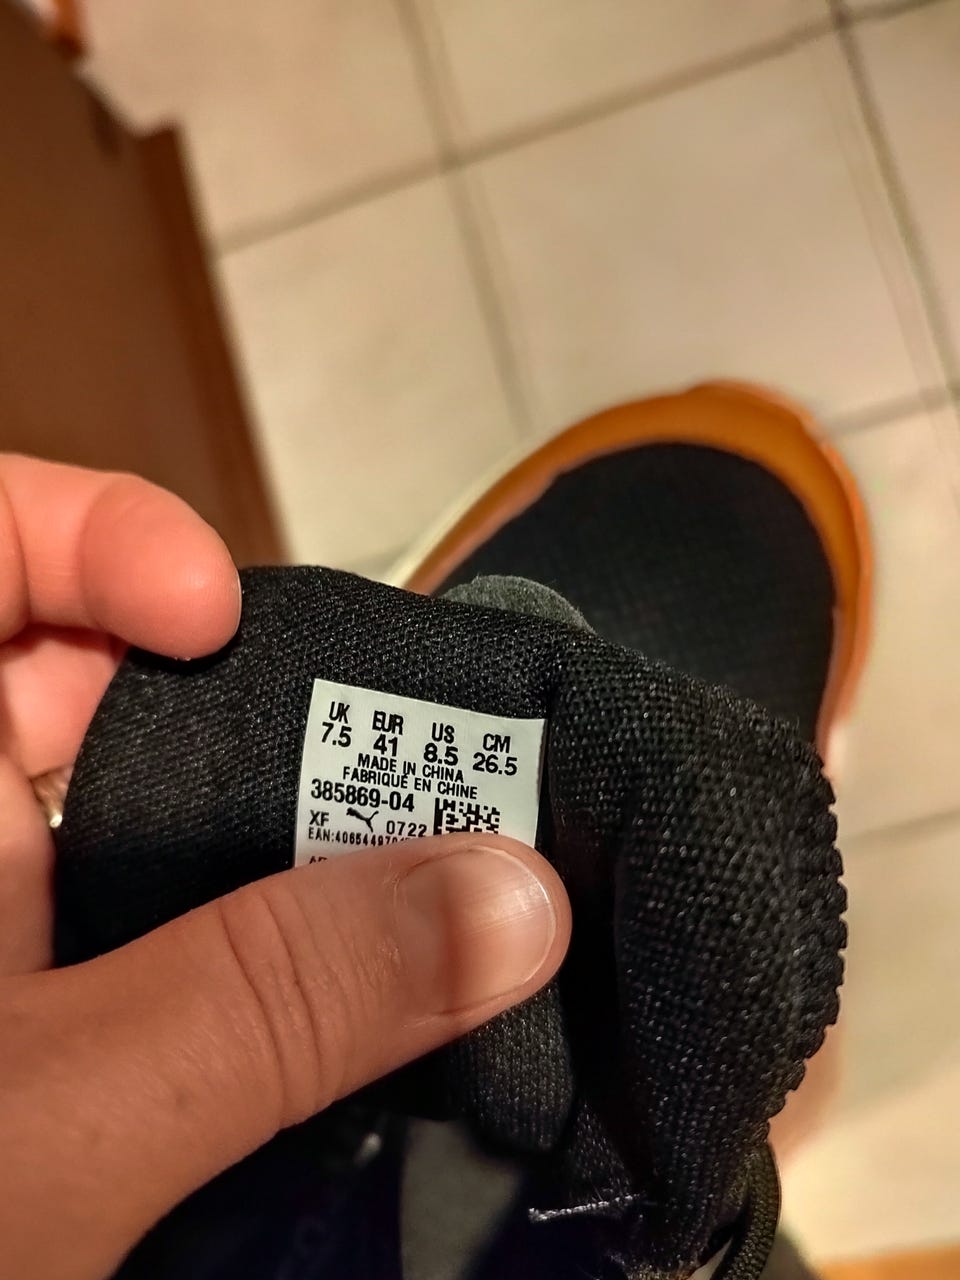 UK EUR US CM
7.5 41 8.5 26.5
MADE IN CHINA
FABRIQUÉ EN CHINE
385869-04
XF 0722